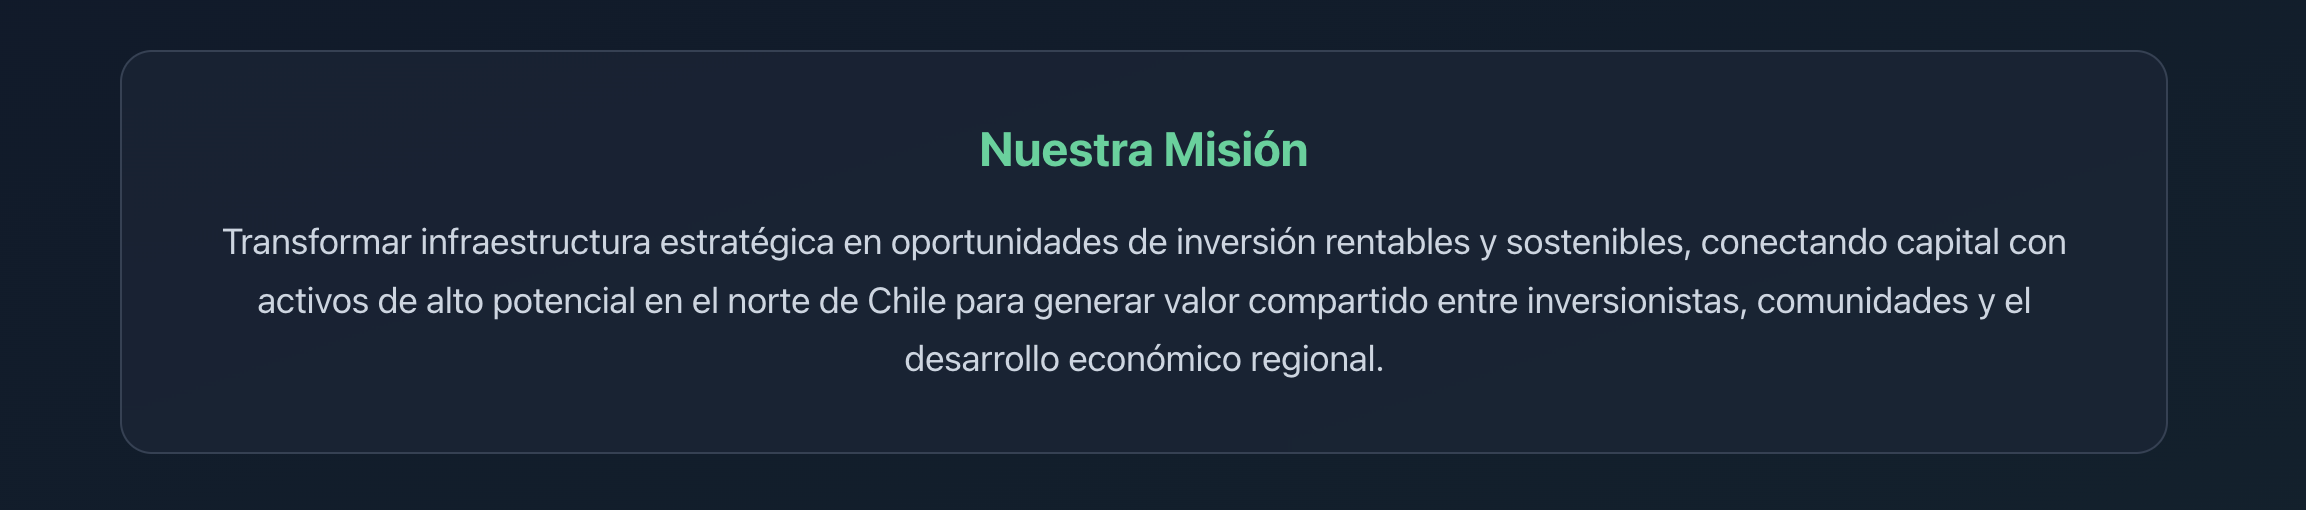 Nuestra Misión
Transformar infraestructura estratégica en oportunidades de inversión rentables y sostenibles, conectando capital con
activos de alto potencial en el norte de Chile para generar valor compartido entre inversionistas, comunidades y el
desarrollo económico regional.